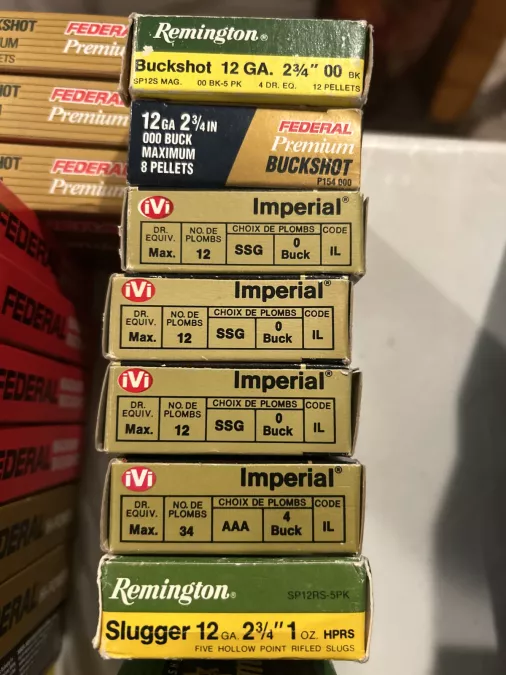 Remington®
Buckshot 12 GA. 2¾" 00 BK
SP12S MAG. 00 BK-5 PK 4 DR. EQ. 12 PELLETS
12 GA 2¾ IN
000 BUCK
MAXIMUM
8 PELLETS
FEDERAL
Premium
BUCKSHOT
P154 000
iVi Imperial®
DR. EQUIV. NO. DE PLOMBS CHOIX DE PLOMBS CODE
Max. 12 SSG 0 Buck IL
iVi Imperial®
DR. EQUIV. NO. DE PLOMBS CHOIX DE PLOMBS CODE
Max. 12 SSG 0 Buck IL
iVi Imperial®
DR. EQUIV. NO. DE PLOMBS CHOIX DE PLOMBS CODE
Max. 12 SSG 0 Buck IL
iVi Imperial®
DR. EQUIV. NO. DE PLOMBS CHOIX DE PLOMBS CODE
Max. 34 AAA 4 Buck IL
Remington® SP12RS-5PK
Slugger 12 GA. 2¾" 1 OZ. HPRS
FIVE HOLLOW POINT RIFLED SLUGS
FEDERAL
Premium
FEDERAL
Premium
FEDERAL
Premium
FEDERAL
FEDERAL
FEDERAL
FEDERAL
FEDERAL